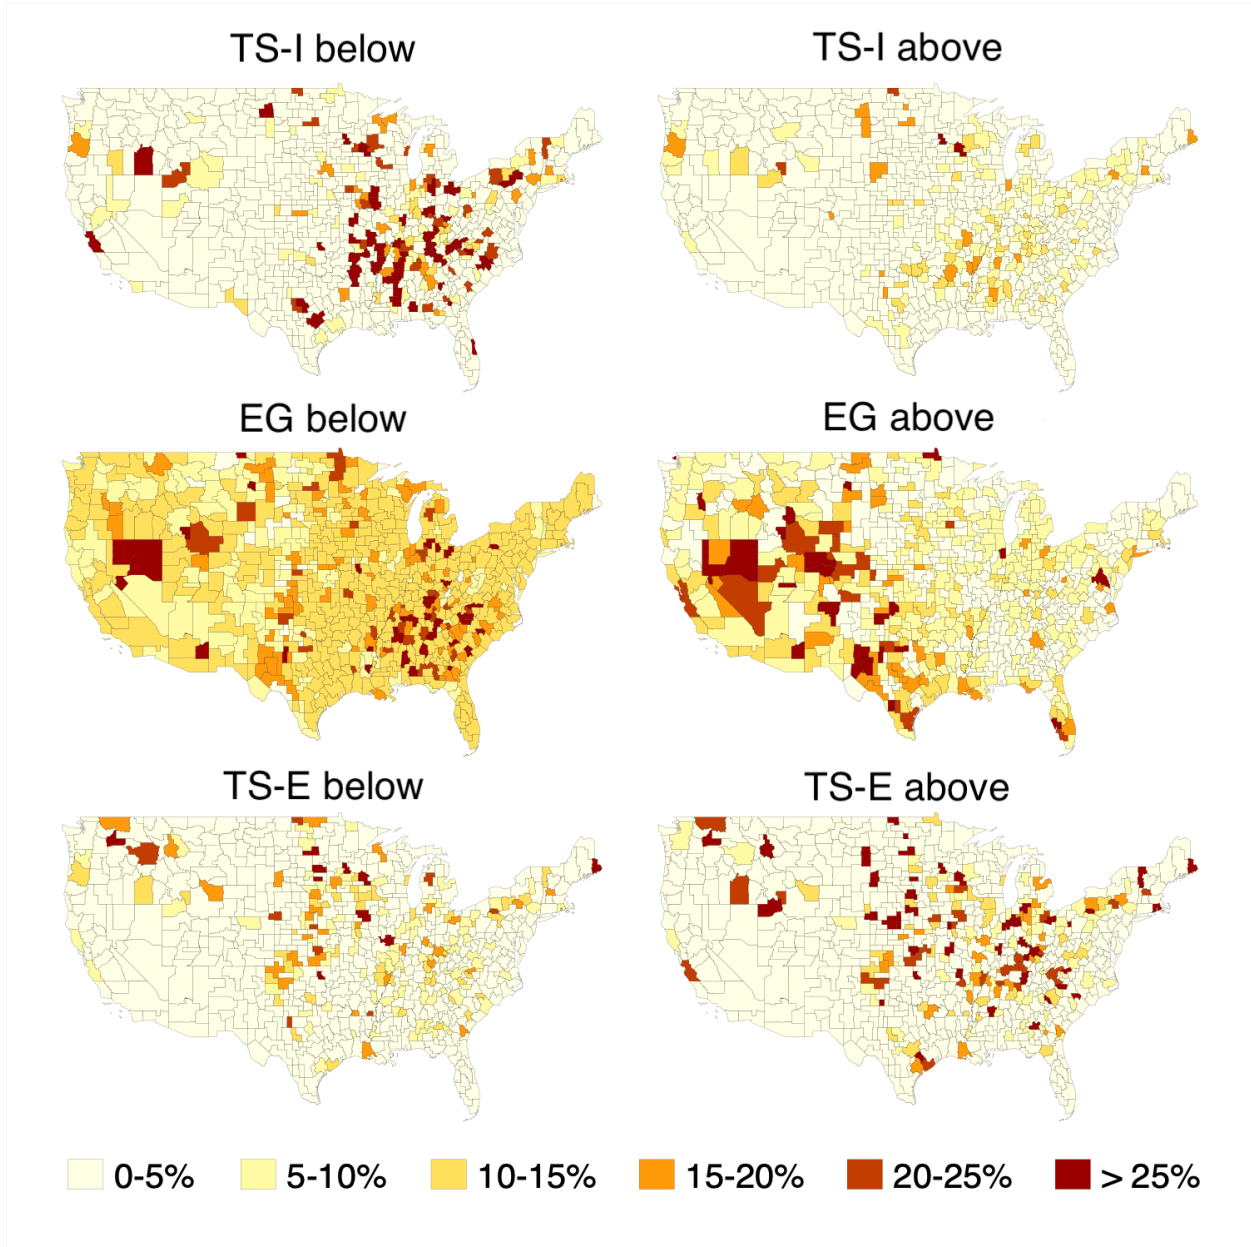 TS-I below TS-I above
EG below EG above
TS-E below TS-E above
0-5% 5-10% 10-15% 15-20% 20-25% > 25%